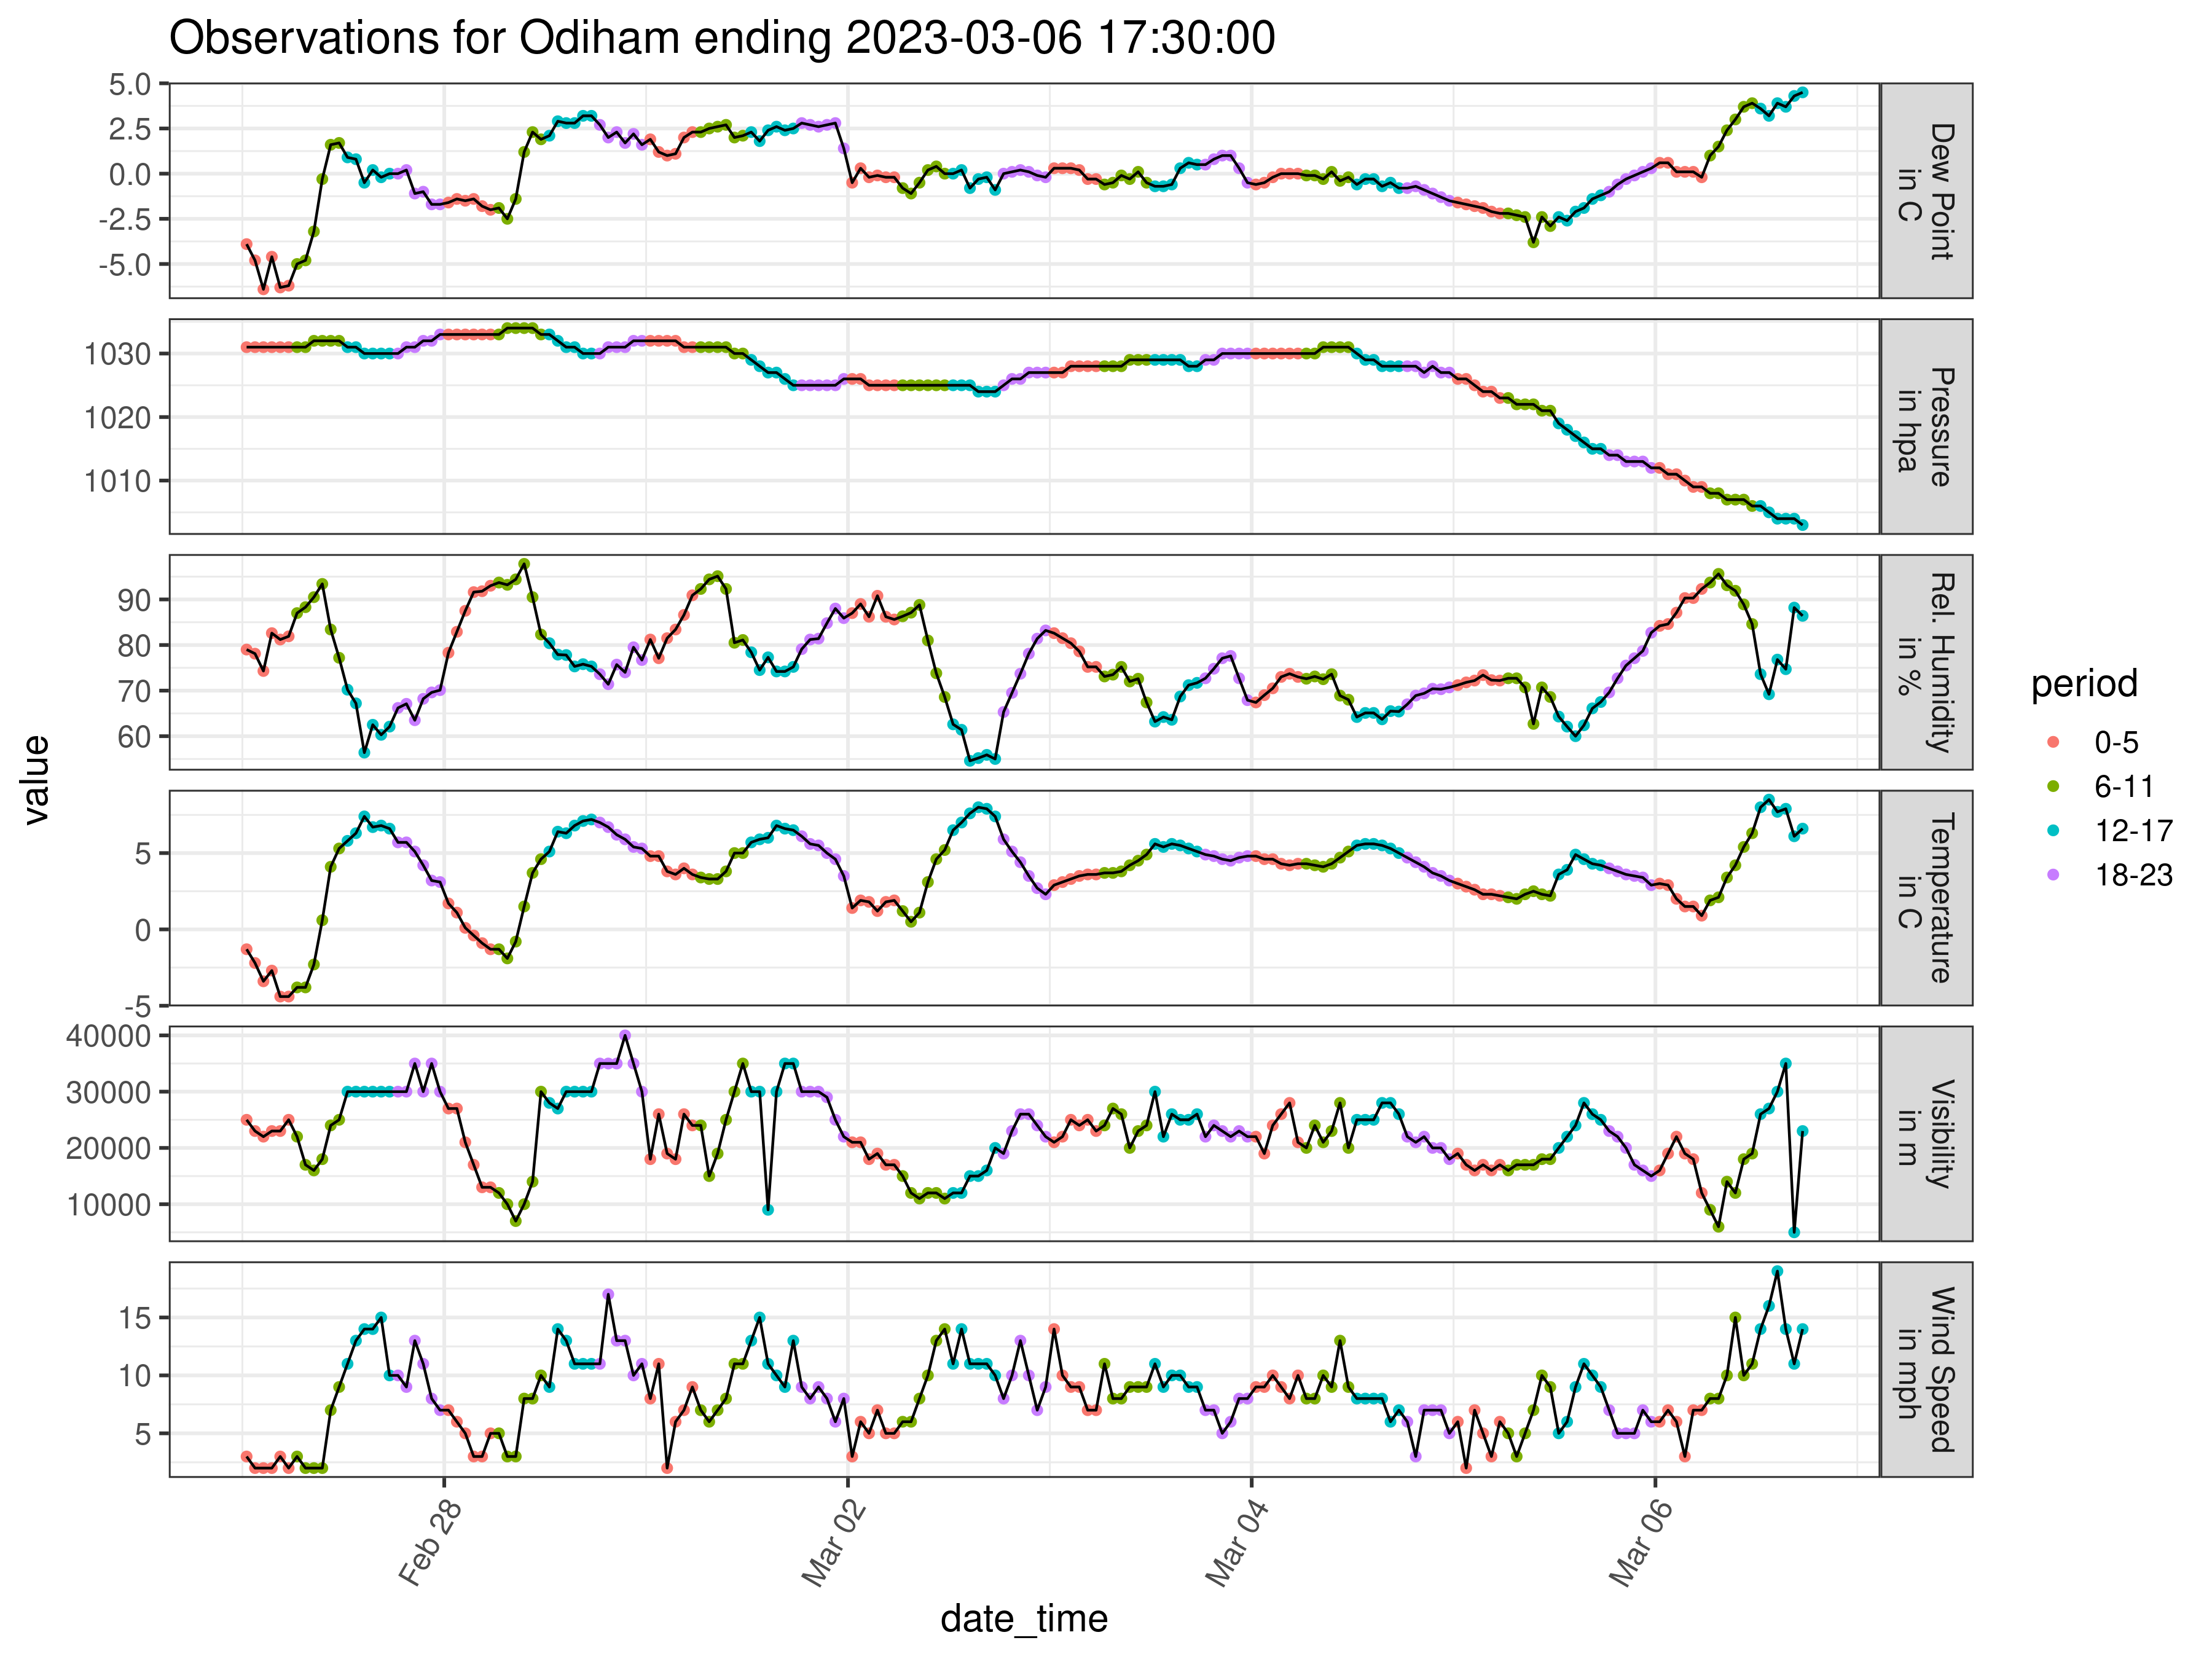 Observations for Odiham ending 2023-03-06 17:30:00
value
5.0
2.5
0.0
-2.5
-5.0
Dew Point
in C
1030
1020
1010
Pressure
in hpa
90
80
70
60
Rel. Humidity
in %
5
0
-5
Temperature
in C
40000
30000
20000
10000
Visibility
in m
15
10
5
Wind Speed
in mph
Feb 28
Mar 02
Mar 04
Mar 06
date_time
period
0-5
6-11
12-17
18-23